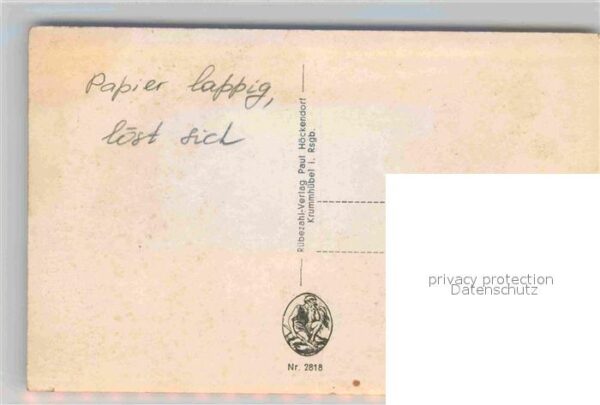 Papier lappig,
löst sich
Rübezahl-Verlag Paul Höckendorf
Krummhübel i. Rsgb.
privacy protection
Datenschutz
Nr. 2818